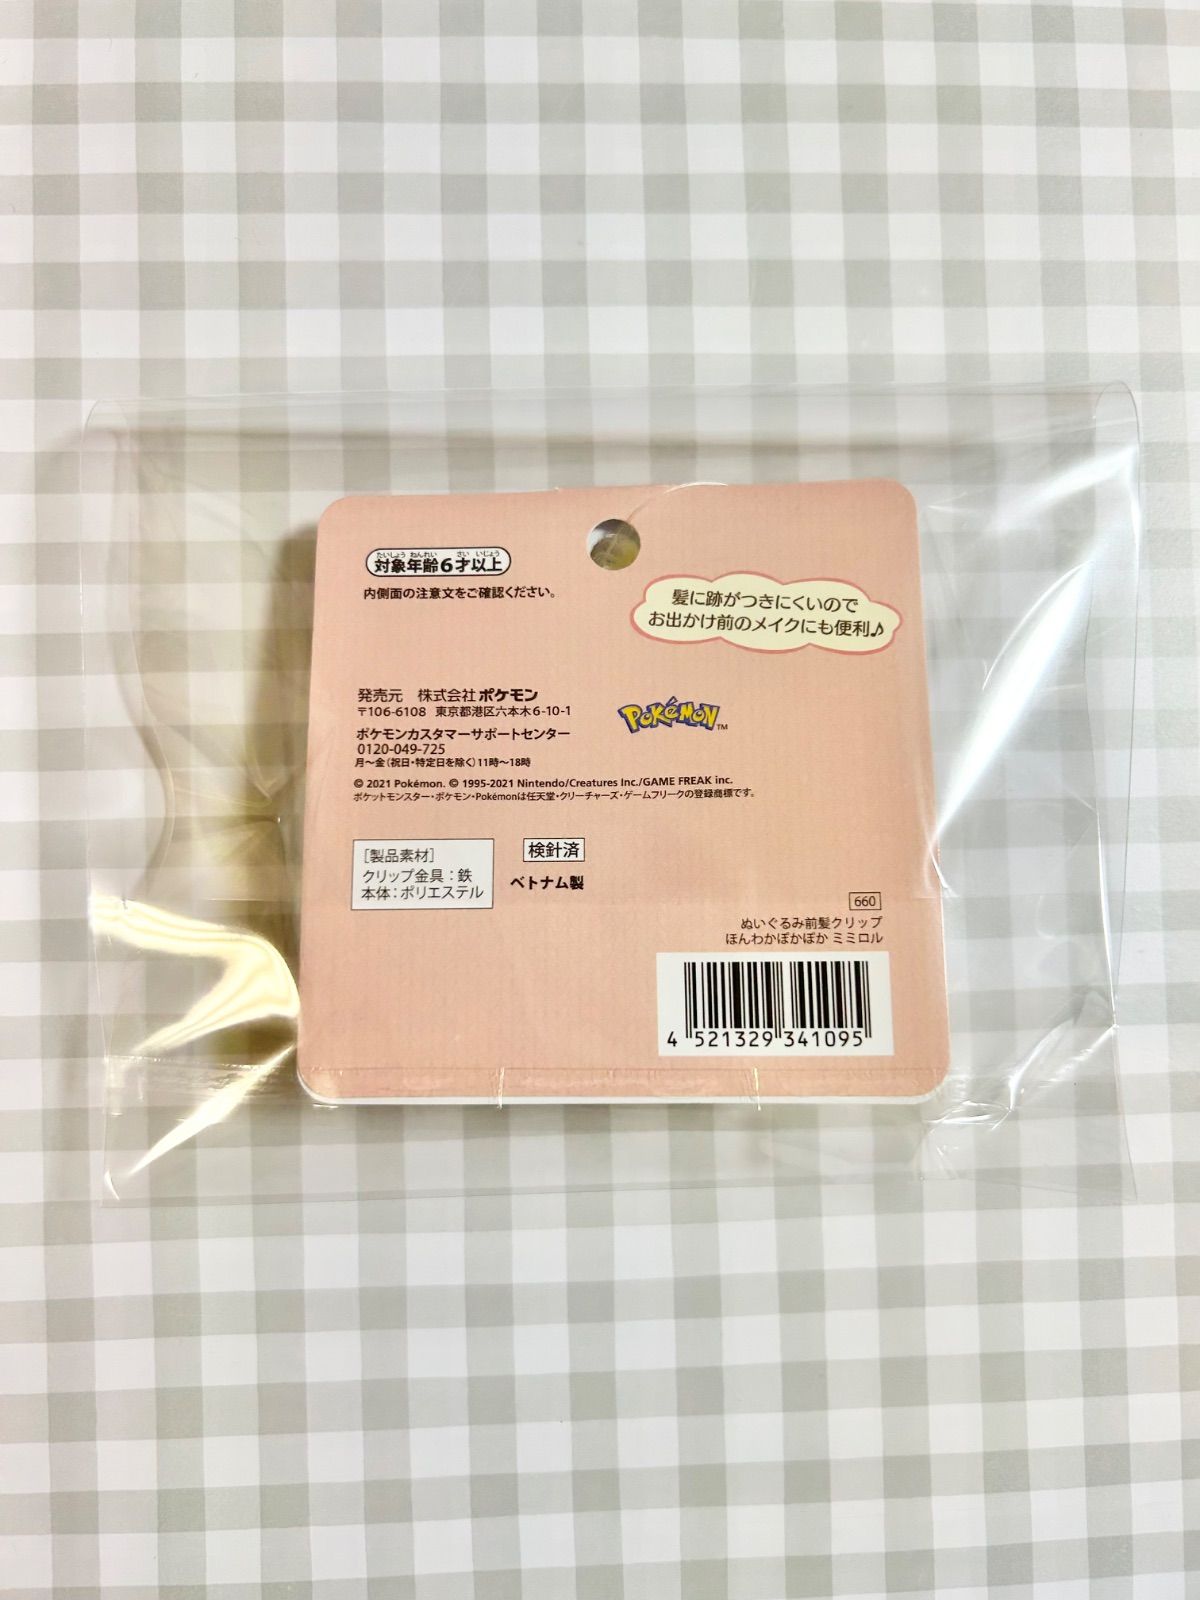 たいしょう ねんれい さい いじょう
対象年齢6才以上
内側面の注意文をご確認ください。
髪に跡がつきにくいので
お出かけ前のメイクにも便利♪
発売元 株式会社ポケモン
〒106-6108 東京都港区六本木6-10-1
ポケモンカスタマーサポートセンター
0120-049-725
月〜金(祝日・特定日を除く)11時〜18時
POKéMON™
© 2021 Pokémon. © 1995-2021 Nintendo/Creatures Inc./GAME FREAK inc.
ポケットモンスター・ポケモン・Pokémonは任天堂・クリーチャーズ・ゲームフリークの登録商標です。
[製品素材]
クリップ金具:鉄
本体:ポリエステル
検針済
ベトナム製
660
ぬいぐるみ前髪クリップ
ほんわかぽかぽか ミミロル
4 521329 341095